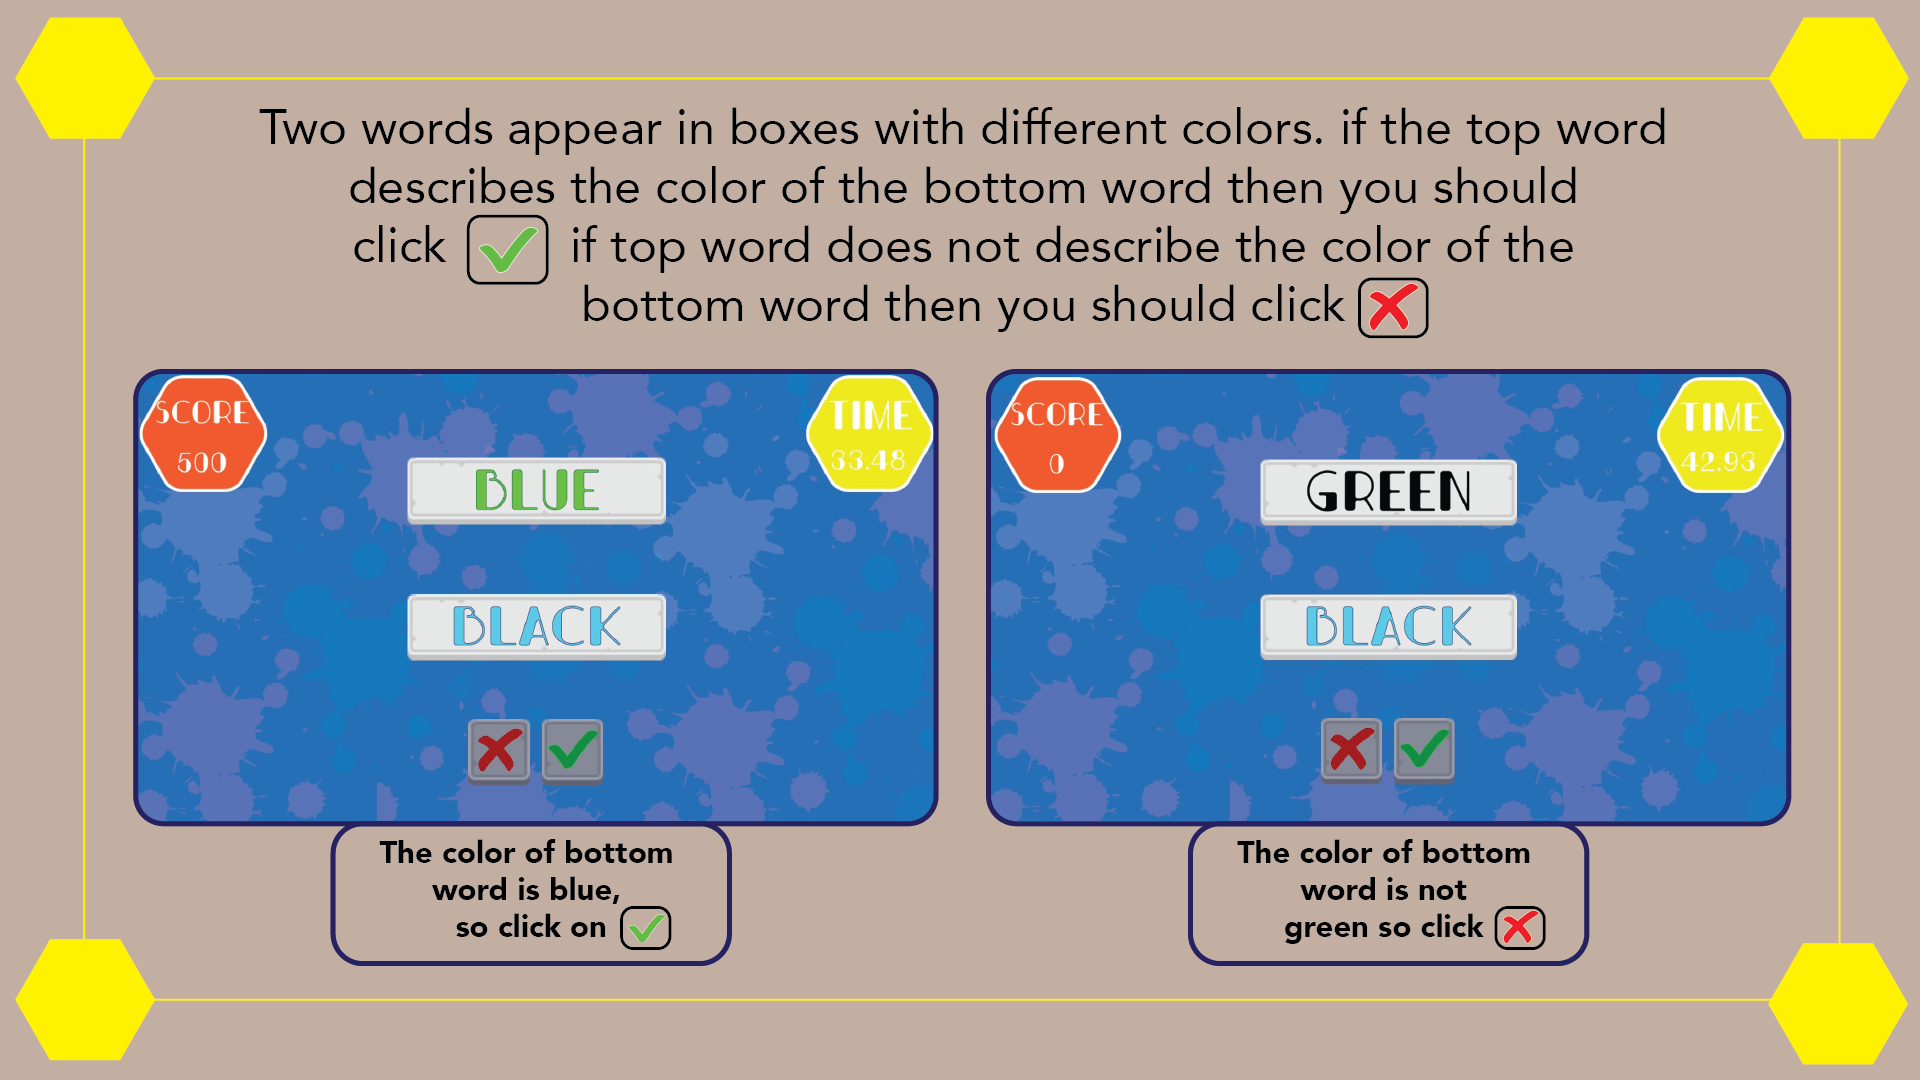 Two words appear in boxes with different colors. if the top word
describes the color of the bottom word then you should
click if top word does not describe the color of the
bottom word then you should click
SCORE
500
TIME
33.48
BLUE
BLACK
The color of bottom
word is blue,
so click on
SCORE
0
TIME
42.93
GREEN
BLACK
The color of bottom
word is not
green so click